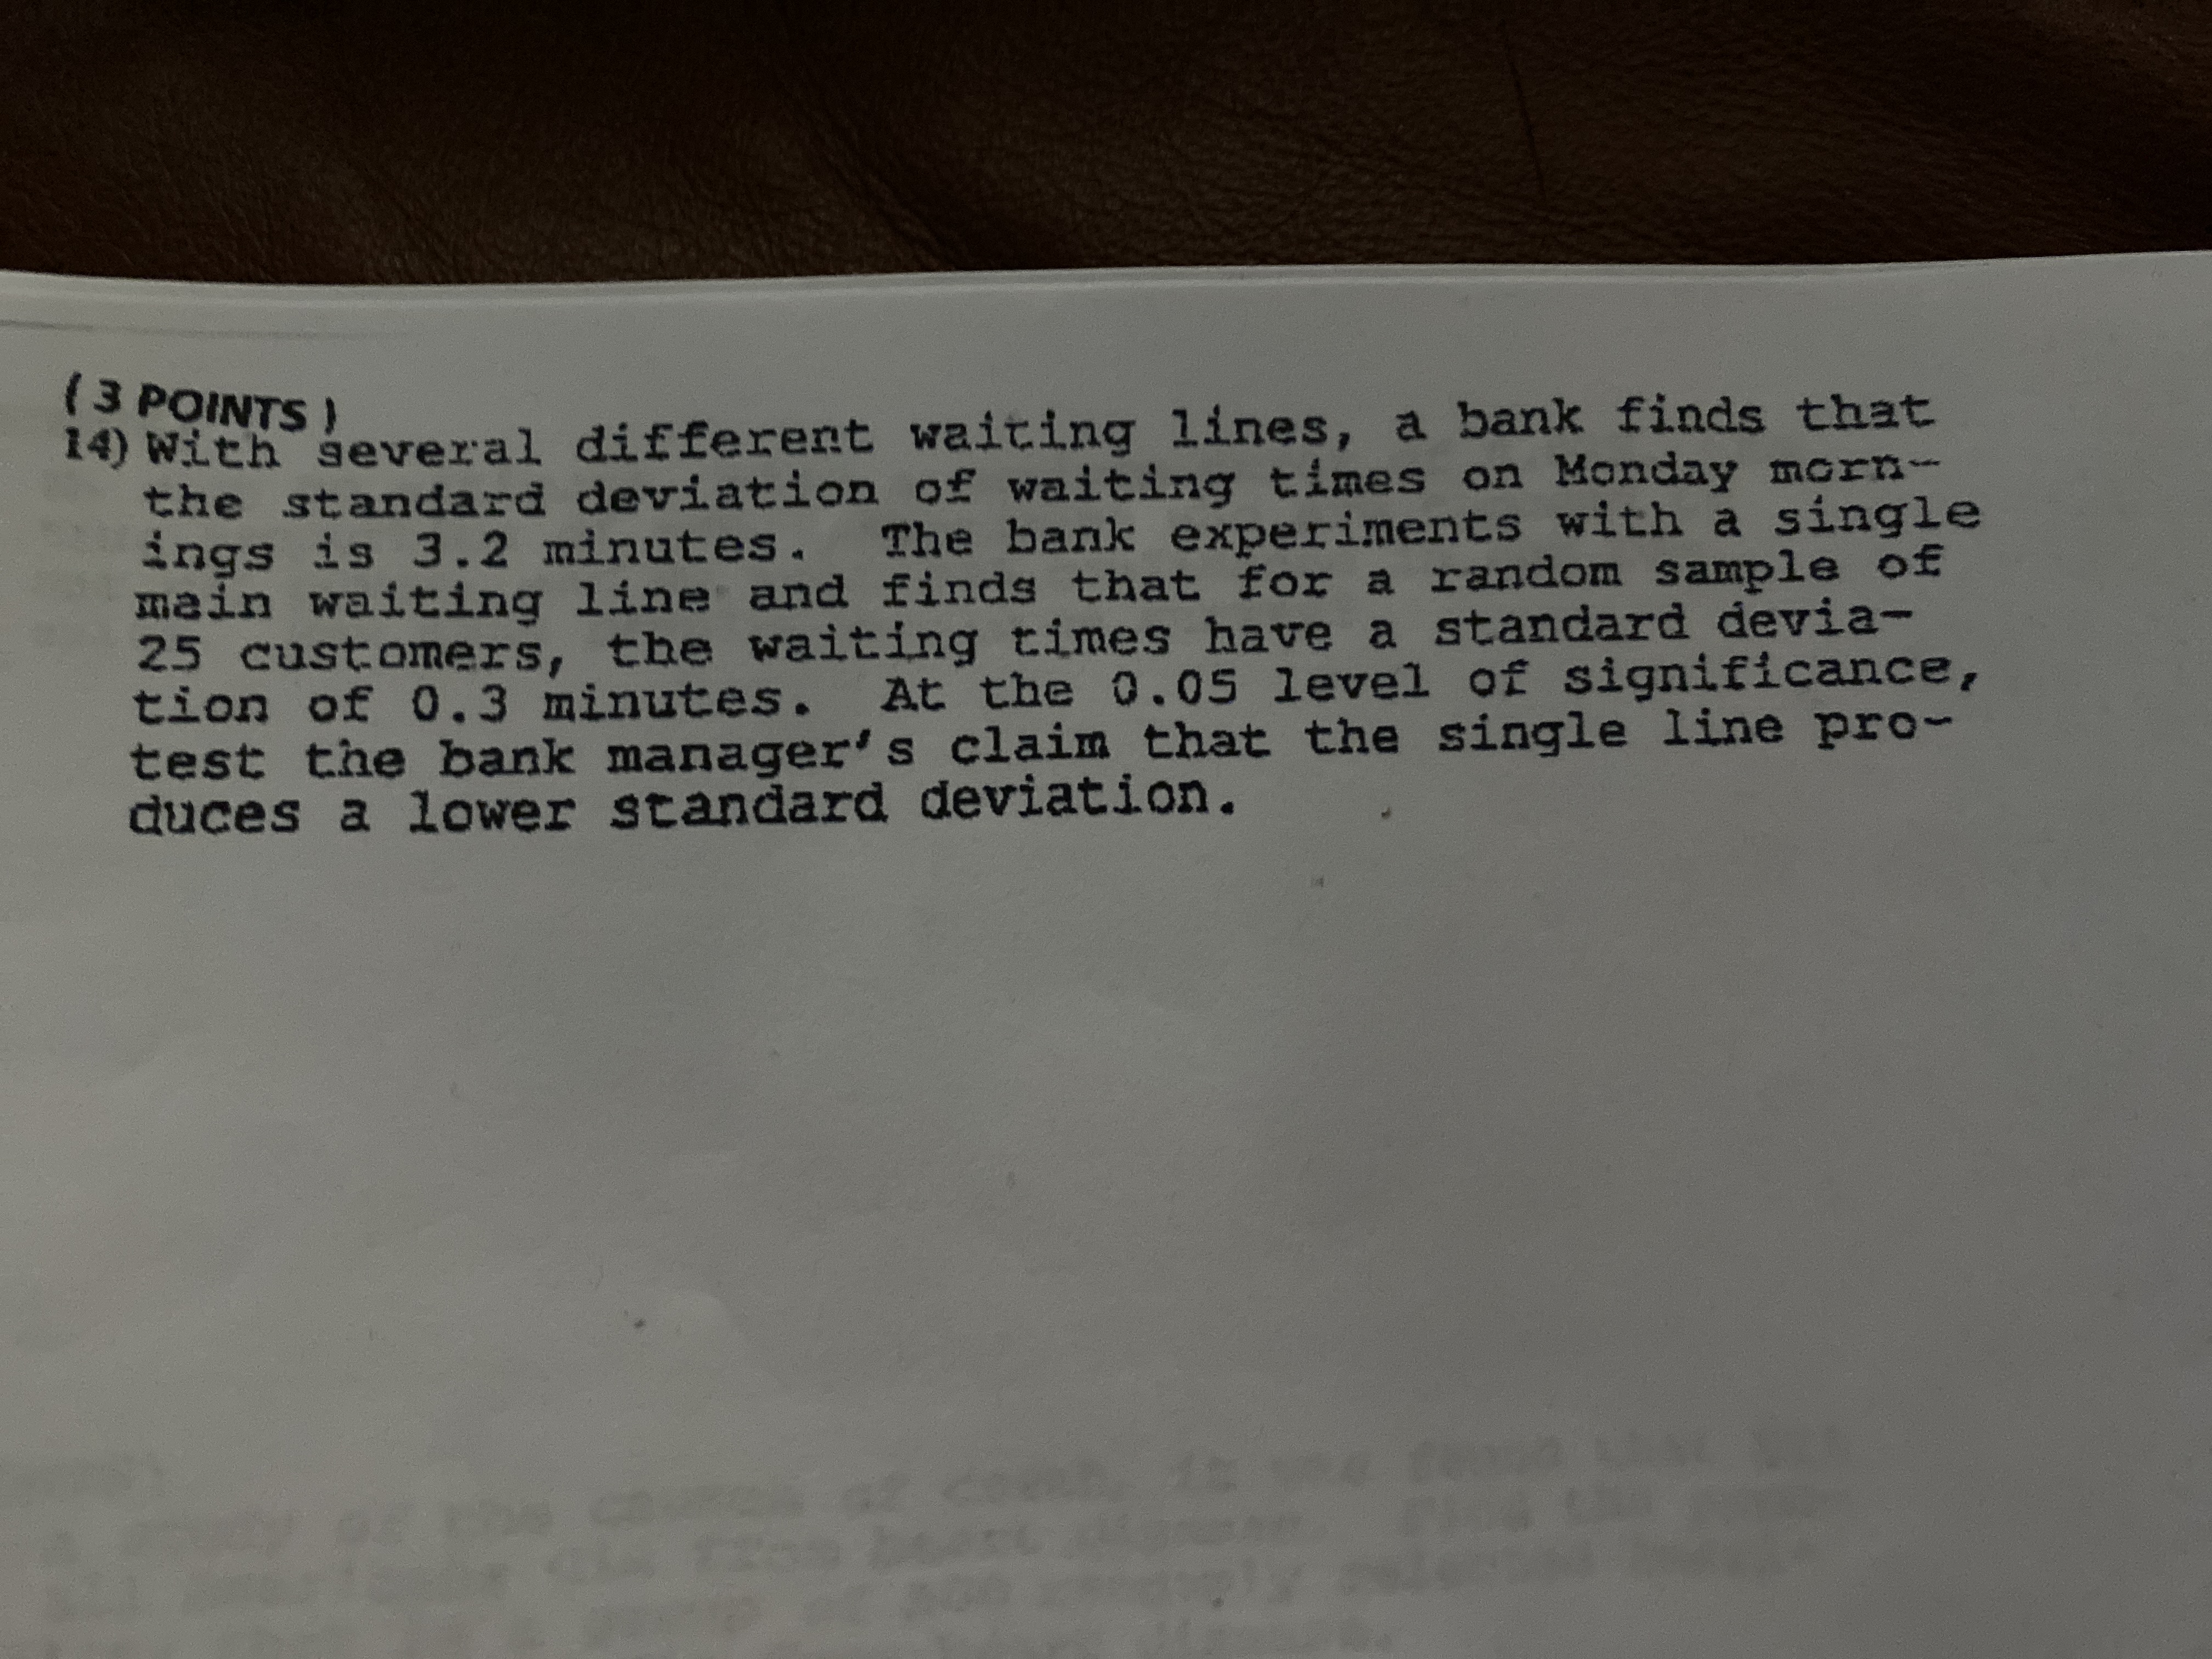 (3 POINTS)
14) With several different waiting lines, a bank finds that
the standard deviation of waiting times on Monday morn-
ings is 3.2 minutes. The bank experiments with a single
main waiting line and finds that for a random sample of
25 customers, the waiting times have a standard devia-
tion of 0.3 minutes. At the 0.05 level of significance,
test the bank manager's claim that the single line pro-
duces a lower standard deviation.